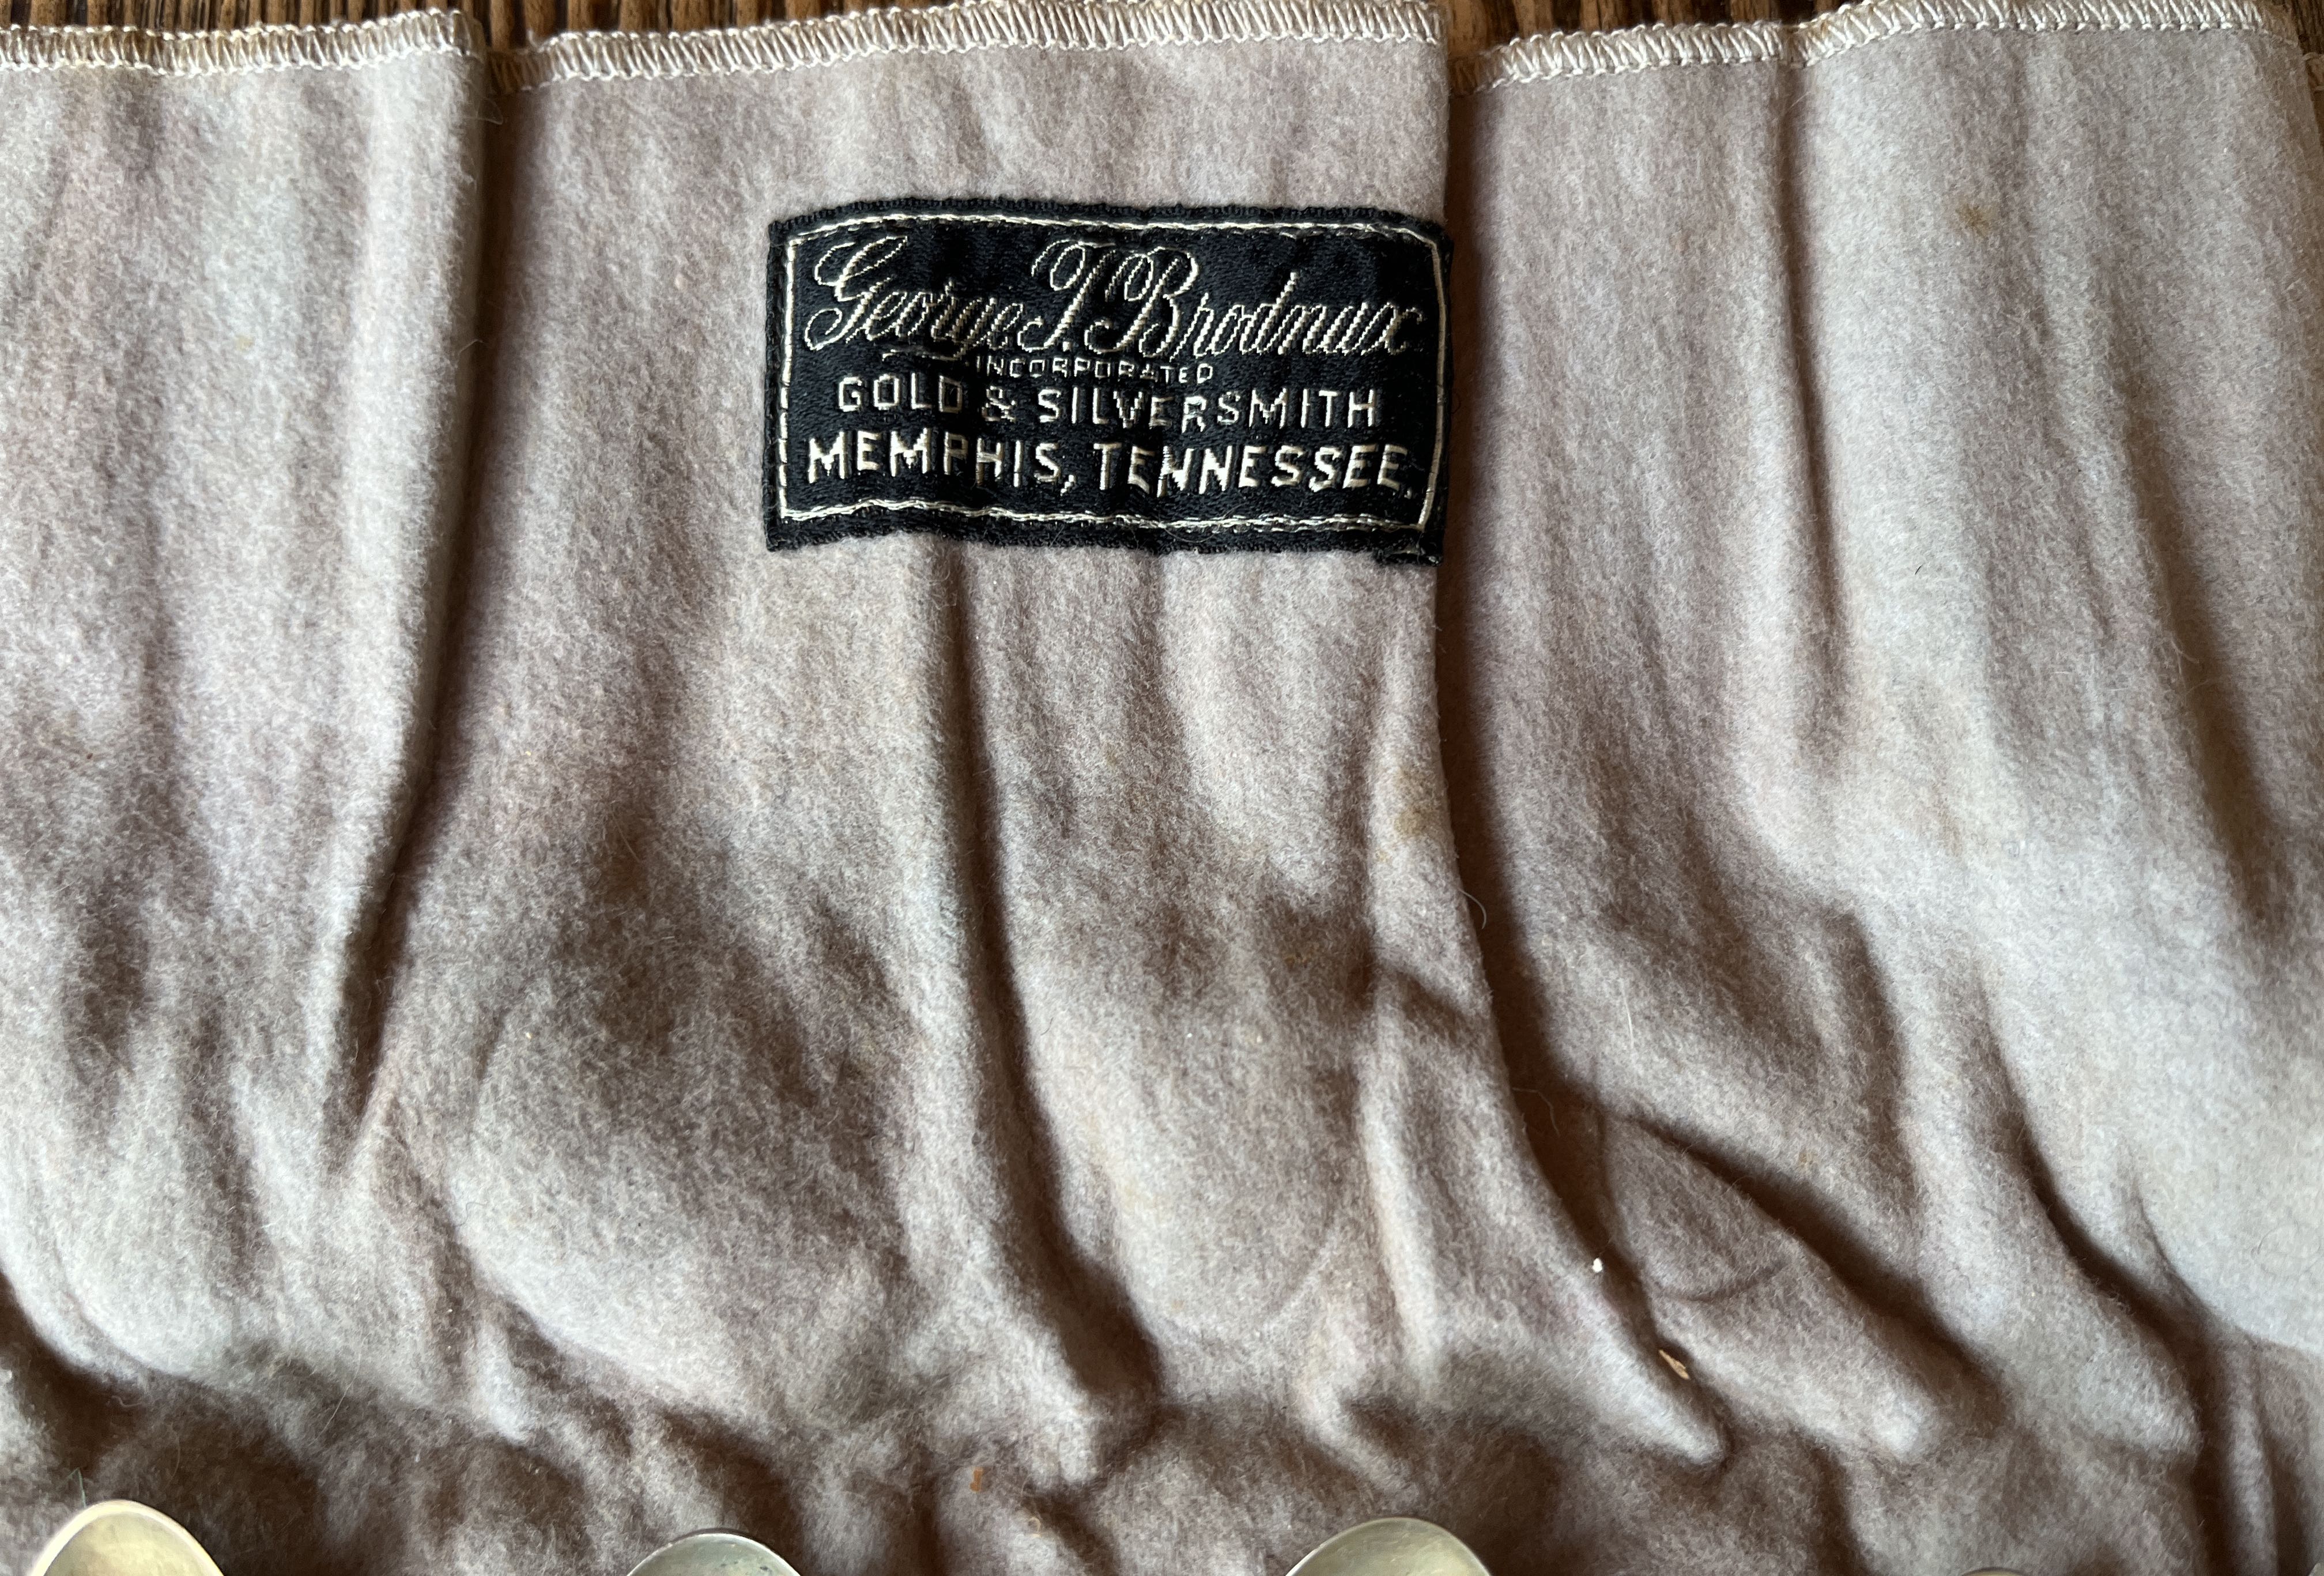 George T. Brodnax
INCORPORATED
GOLD & SILVERSMITH
MEMPHIS, TENNESSEE.